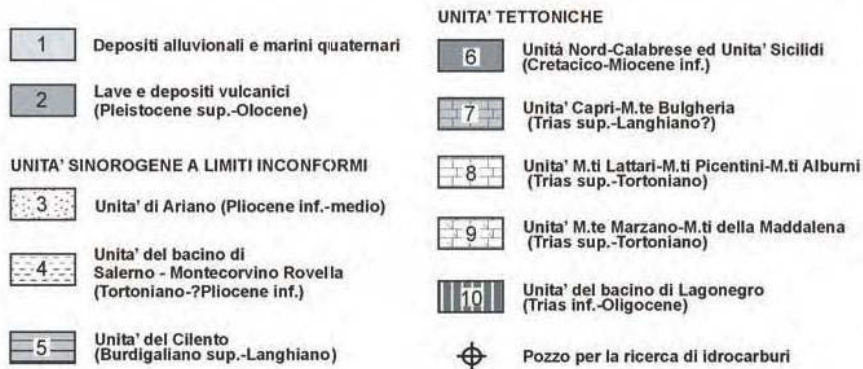 1 Depositi alluvionali e marini quaternari
2 Lave e depositi vulcanici
(Pleistocene sup.-Olocene)
UNITA' SINOROGENE A LIMITI INCONFORMI
3 Unita' di Ariano (Pliocene inf.-medio)
4 Unita' del bacino di
Salerno - Montecorvino Rovella
(Tortoniano-?Pliocene inf.)
5 Unita' del Cilento
(Burdigaliano sup.-Langhiano)
UNITA' TETTONICHE
6 Unitá Nord-Calabrese ed Unita' Sicilidi
(Cretacico-Miocene inf.)
7 Unita' Capri-M.te Bulgheria
(Trias sup.-Langhiano?)
8 Unita' M.ti Lattari-M.ti Picentini-M.ti Alburni
(Trias sup.-Tortoniano)
9 Unita' M.te Marzano-M.ti della Maddalena
(Trias sup.-Tortoniano)
10 Unita' del bacino di Lagonegro
(Trias inf.-Oligocene)
Pozzo per la ricerca di idrocarburi